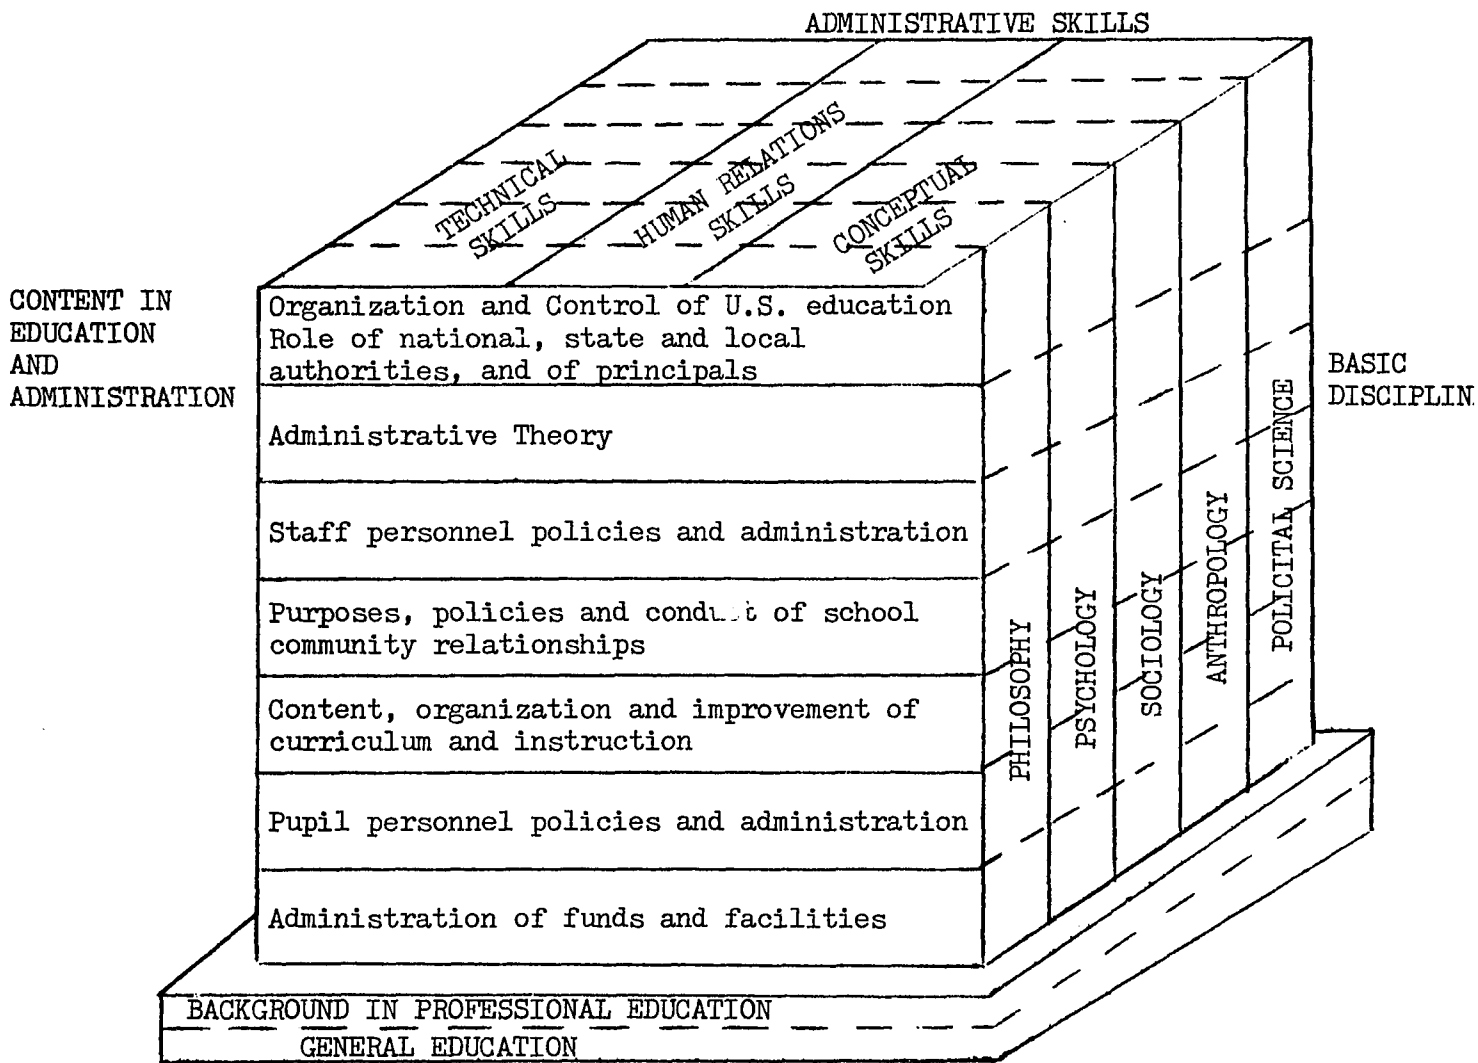 ADMINISTRATIVE SKILLS
TECHNICAL
SKILLS
HUMAN RELATIONS
SKILLS
CONCEPTUAL
SKILLS
CONTENT IN
EDUCATION
AND
ADMINISTRATION
Organization and Control of U.S. education
Role of national, state and local
authorities, and of principals
Administrative Theory
Staff personnel policies and administration
Purposes, policies and of school
community relationships
Content, organization and improvement of
curriculum and instruction
Pupil personnel policies and administration
Administration of funds and facilities
PHILOSOPHY
PSYCHOLOGY
SOCIOLOGY
ANTHROPOLOGY
POLICITAL SCIENCE
BASIC
DISCIPLIN
BACKGROUND IN PROFESSIONAL EDUCATION
GENERAL EDUCATION